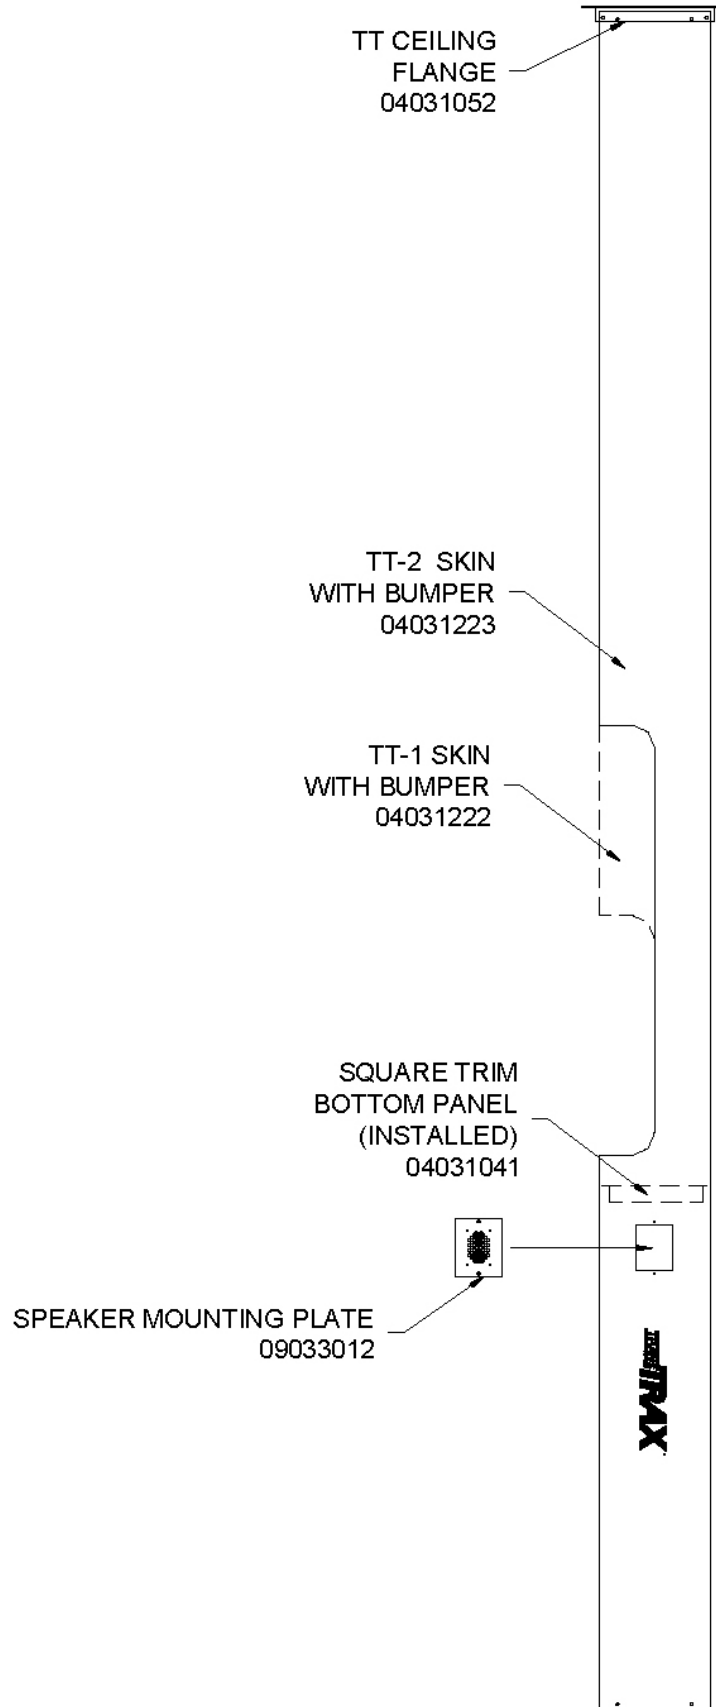 TT CEILING
FLANGE
04031052
TT-2 SKIN
WITH BUMPER
04031223
TT-1 SKIN
WITH BUMPER
04031222
SQUARE TRIM
BOTTOM PANEL
(INSTALLED)
04031041
SPEAKER MOUNTING PLATE
09033012
TRAX